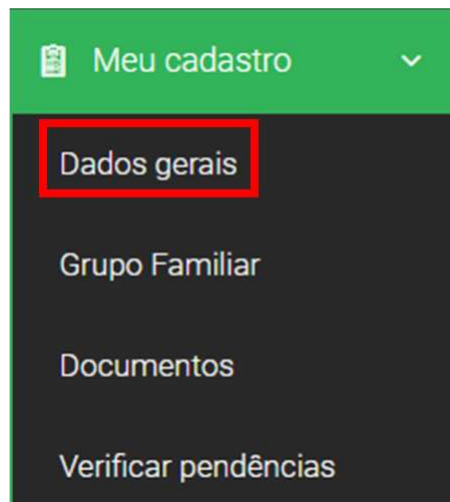 Meu cadastro
Dados gerais
Grupo Familiar
Documentos
Verificar pendências